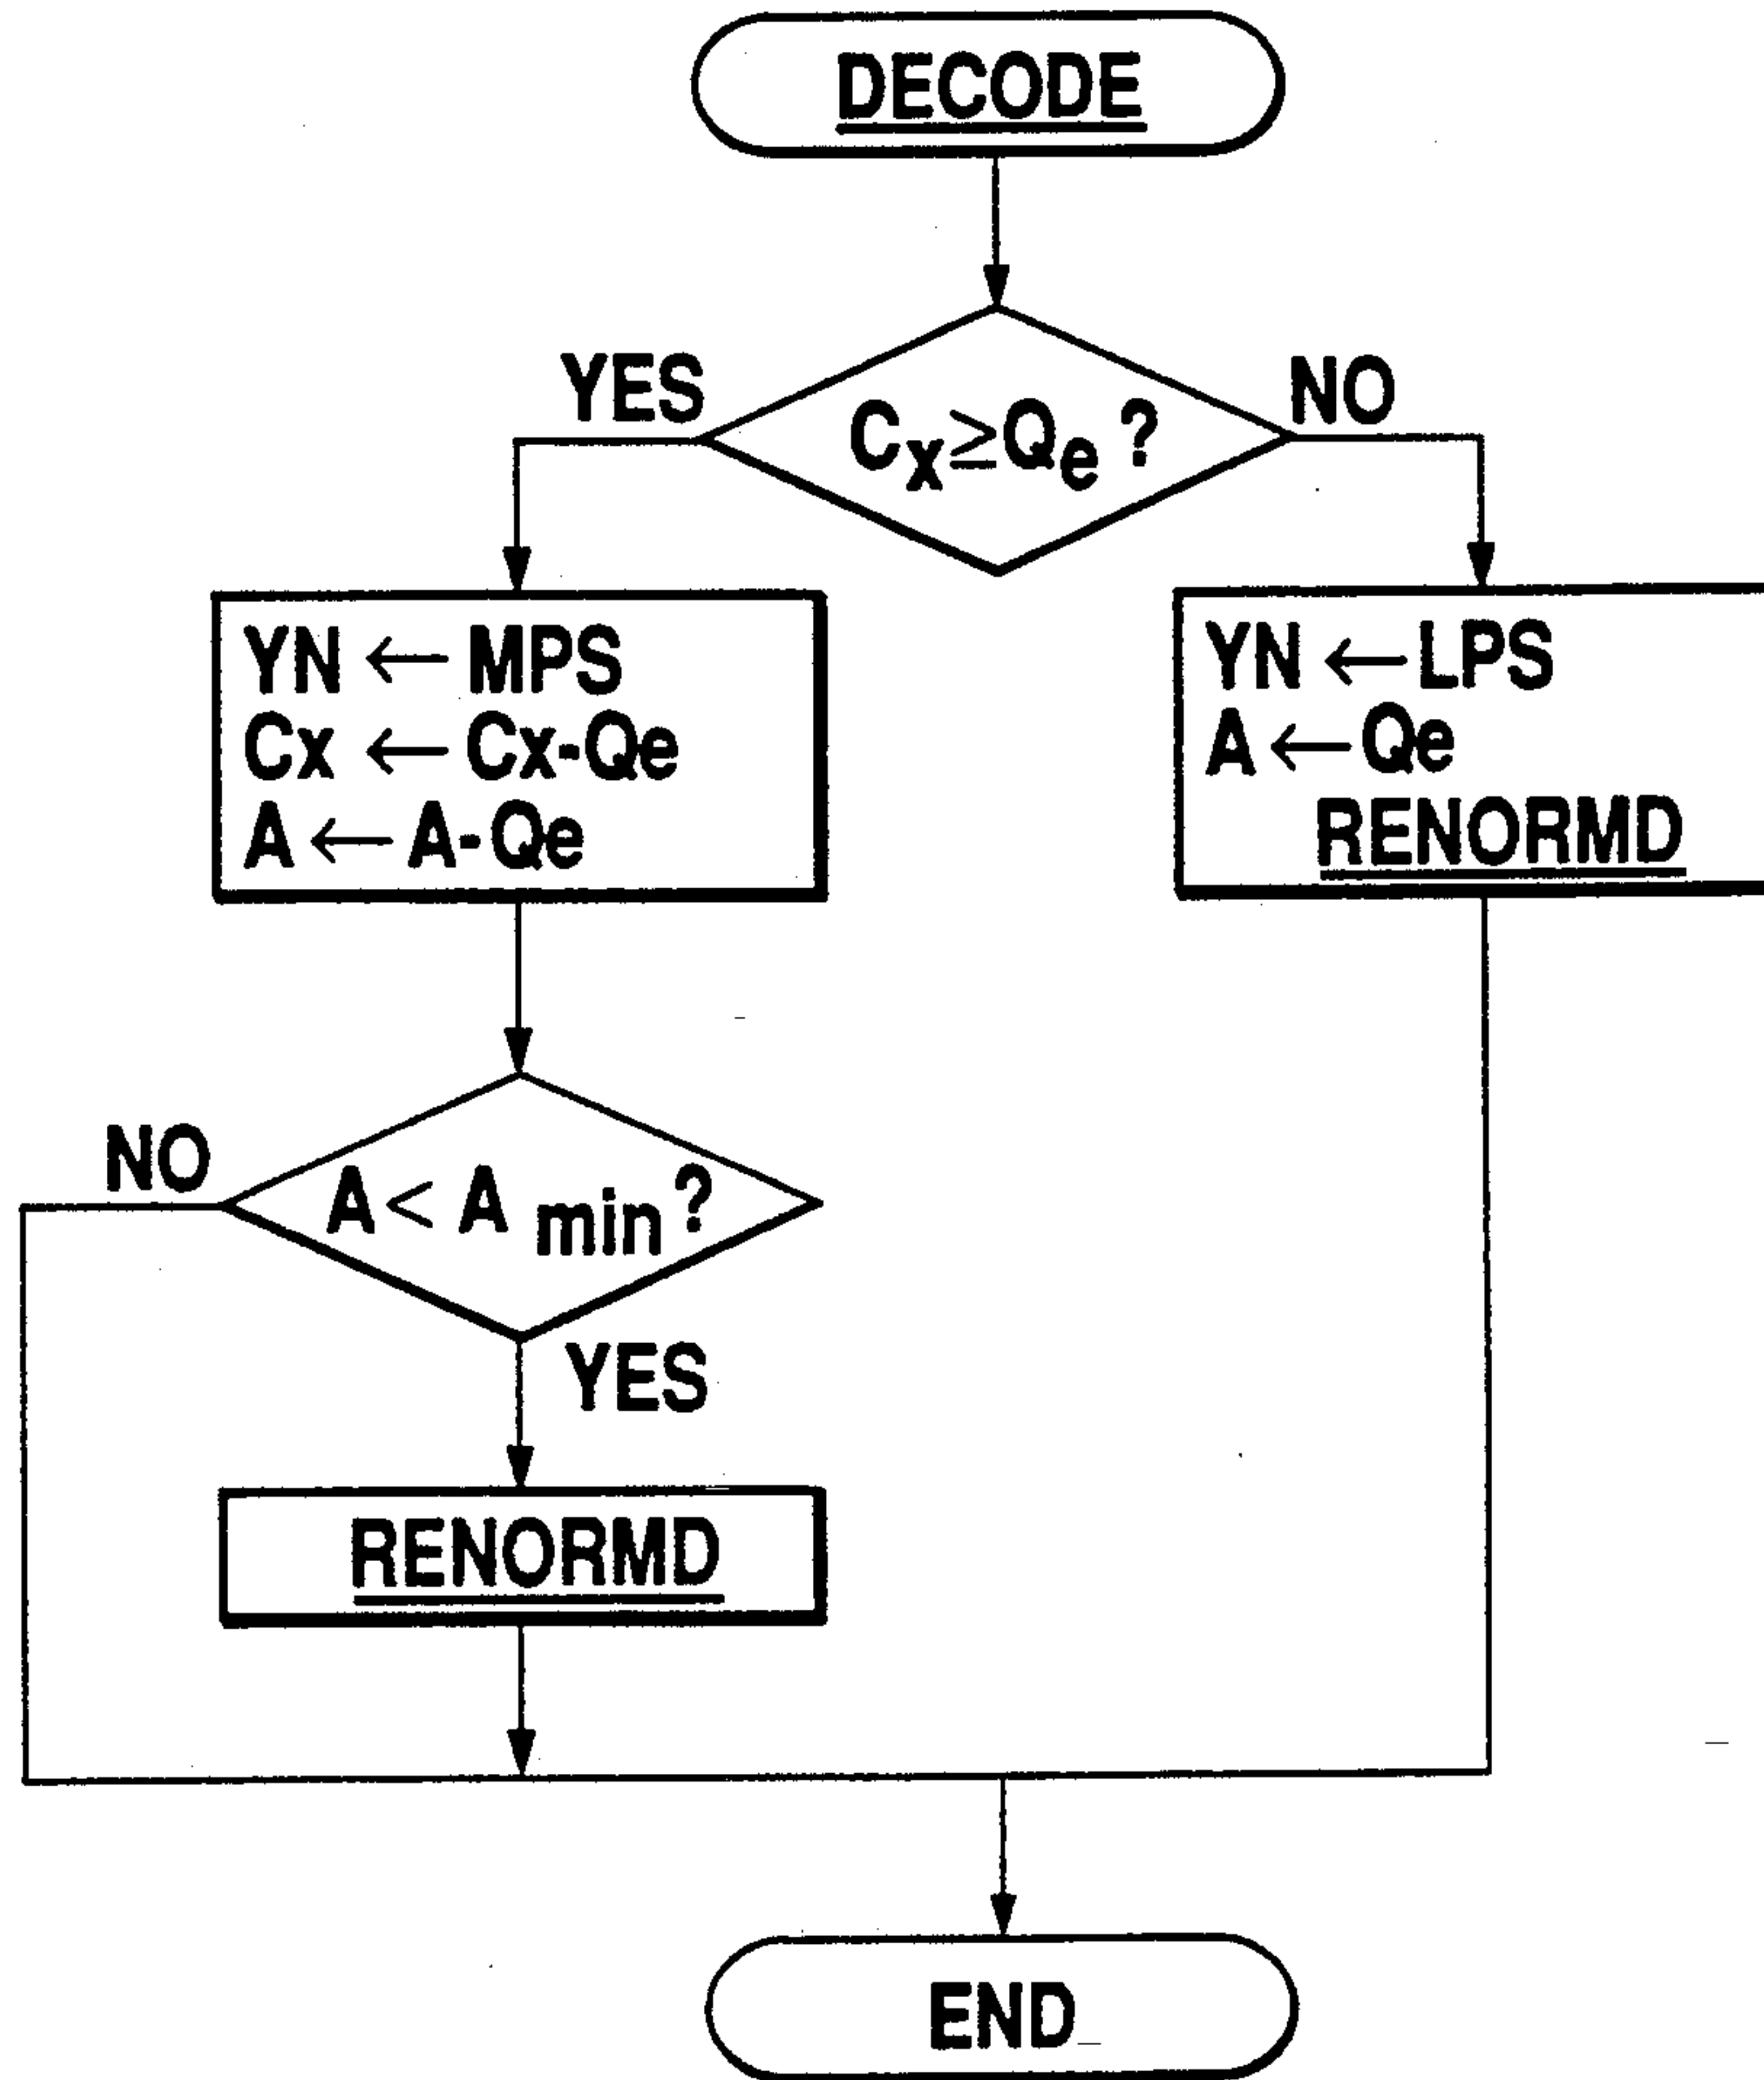 DECODE
YES
NO
Cx≥Qe?
YN ← MPS
Cx ← Cx-Qe
A ← A-Qe
YN ← LPS
A ← Qe
RENORMD
NO
A < A min?
YES
RENORMD
END